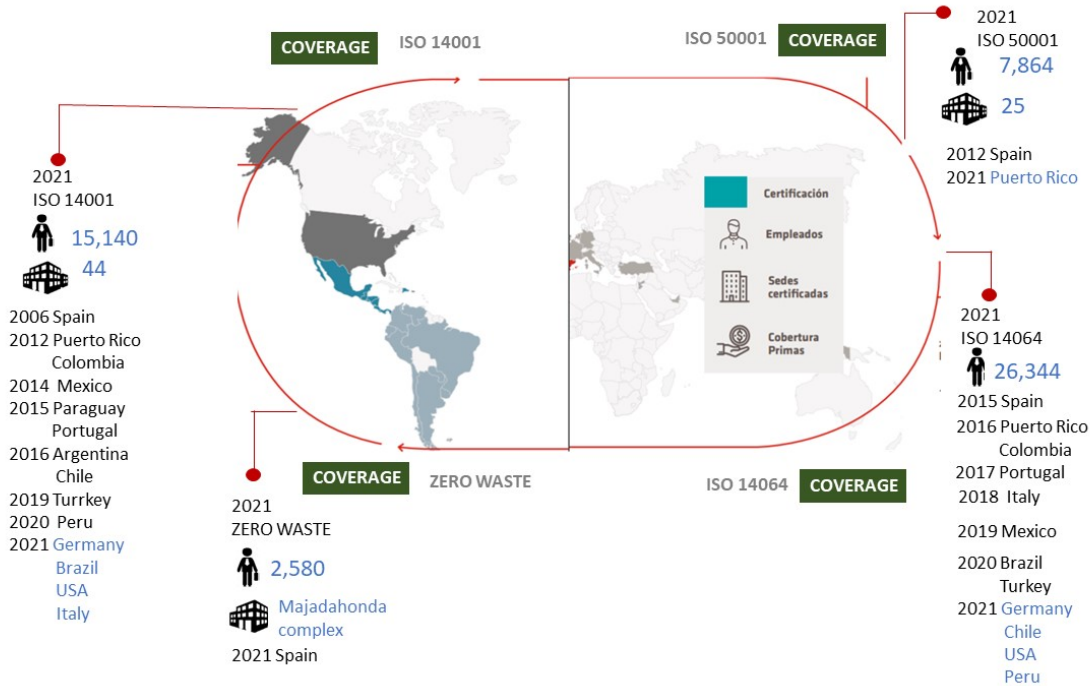 COVERAGE ISO 14001
ISO 50001 COVERAGE
2021
ISO 50001
7,864
25
2012 Spain
2021 Puerto Rico
2021
ISO 14001
15,140
44
2006 Spain
2012 Puerto Rico
Colombia
2014 Mexico
2015 Paraguay
Portugal
2016 Argentina
Chile
2019 Turrkey
2020 Peru
2021 Germany
Brazil
USA
Italy
Certificación
Empleados
Sedes
certificadas
Cobertura
Primas
2021
ISO 14064
26,344
2015 Spain
2016 Puerto Rico
Colombia
2017 Portugal
2018 Italy
2019 Mexico
2020 Brazil
Turkey
2021 Germany
Chile
USA
Peru
COVERAGE ZERO WASTE
ISO 14064 COVERAGE
2021
ZERO WASTE
2,580
Majadahonda
complex
2021 Spain